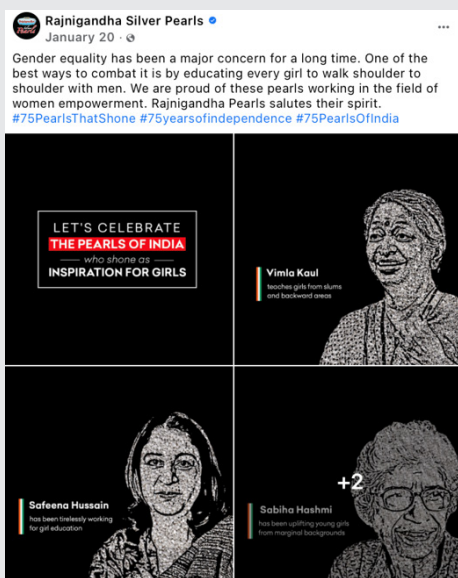 Rajnigandha Silver Pearls
January 20 ·
Gender equality has been a major concern for a long time. One of the
best ways to combat it is by educating every girl to walk shoulder to
shoulder with men. We are proud of these pearls working in the field of
women empowerment. Rajnigandha Pearls salutes their spirit.
#75PearlsThatShone #75yearsofindependence #75PearlsOfIndia
LET'S CELEBRATE
THE PEARLS OF INDIA
who shone as
INSPIRATION FOR GIRLS
Vimla Kaul
teaches girls from slums
and backward areas
Safeena Hussain
has been tirelessly working
for girl education
+2
Sabiha Hashmi
has been uplifting young girls
from marginal backgrounds